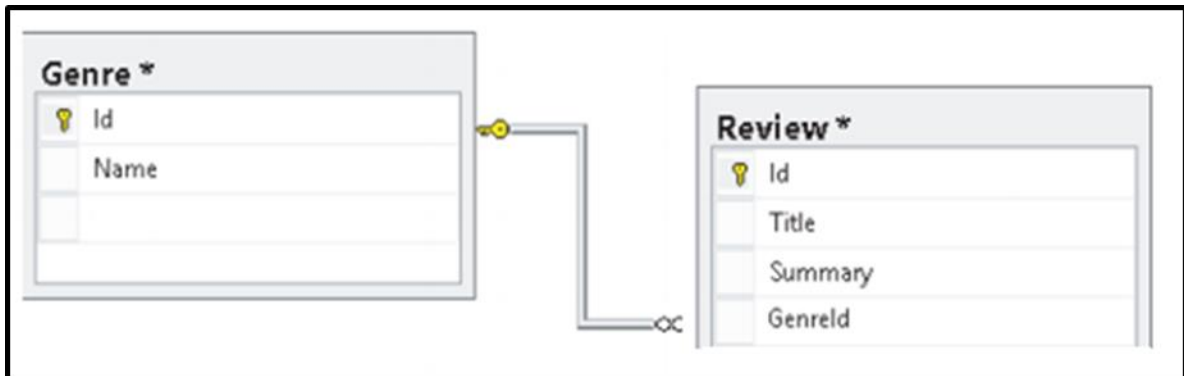 Genre *
Id
Name
Review *
Id
Title
Summary
GenreId